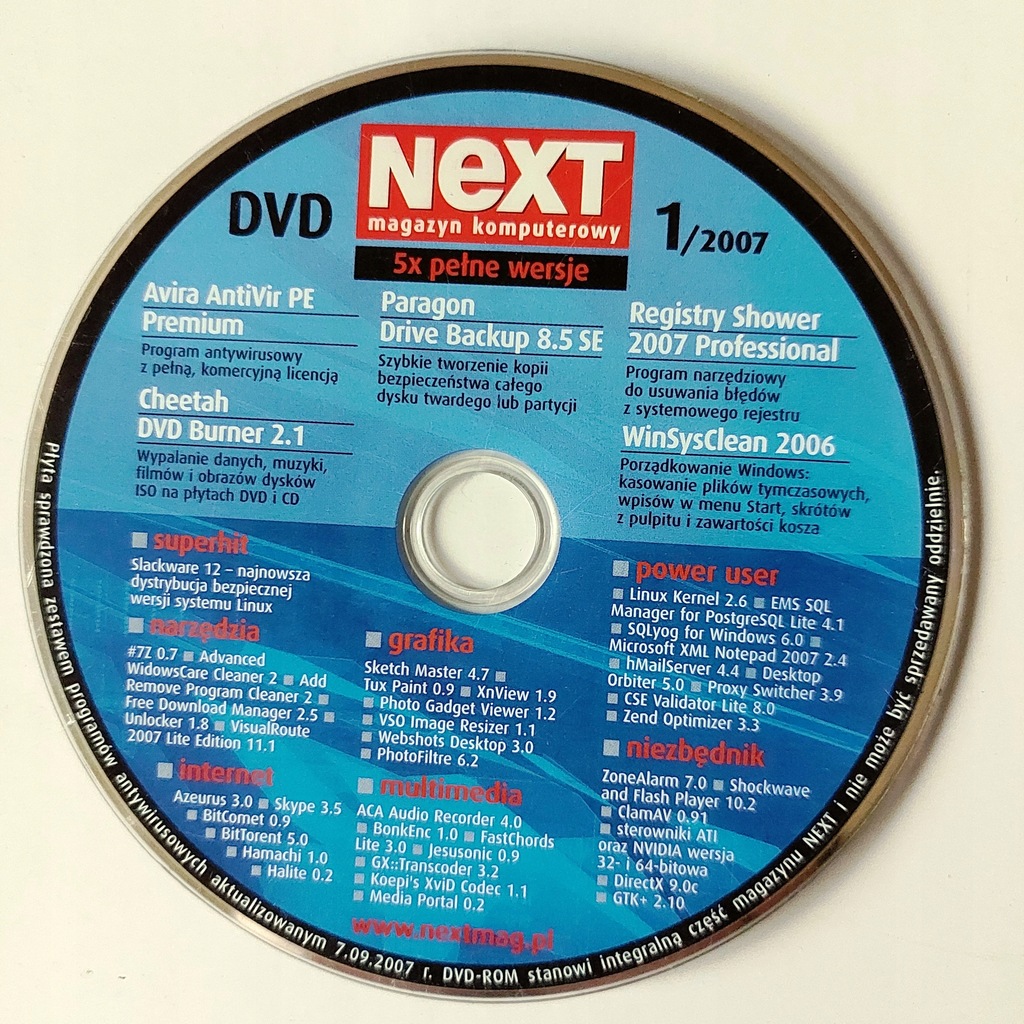 NEXT
magazyn komputerowy
DVD
1/2007
5x pełne wersje
Avira AntiVir PE
Premium
Program antywirusowy
z pełną, komercyjną licencją
Cheetah
DVD Burner 2.1
Wypalanie danych, muzyki,
filmów i obrazów dysków
ISO na płytach DVD i CD
Paragon
Drive Backup 8.5 SE
Szybkie tworzenie kopii
bezpieczeństwa całego
dysku twardego lub partycji
Registry Shower
2007 Professional
Program narzędziowy
do usuwania błędów
z systemowego rejestru
WinSysClean 2006
Porządkowanie Windows:
kasowanie plików tymczasowych,
wpisów w menu Start, skrótów
z pulpitu i zawartości kosza
superhit
Slackware 12 – najnowsza
dystrybucja bezpiecznej
wersji systemu Linux
narzędzia
#7Z 0.7 ■ Advanced
WidowsCare Cleaner 2 ■ Add
Remove Program Cleaner 2 ■
Free Download Manager 2.5 ■
Unlocker 1.8 ■ VisualRoute
2007 Lite Edition 11.1
internet
Azeurus 3.0 ■ Skype 3.5
■ BitComet 0.9
■ BitTorent 5.0
■ Hamachi 1.0
■ Halite 0.2
grafika
Sketch Master 4.7 ■
Tux Paint 0.9 ■ XnView 1.9
■ Photo Gadget Viewer 1.2
■ VSO Image Resizer 1.1
■ Webshots Desktop 3.0
■ PhotoFiltre 6.2
multimedia
ACA Audio Recorder 4.0
■ BonkEnc 1.0 ■ FastChords
Lite 3.0 ■ Jesusonic 0.9
■ GX::Transcoder 3.2
■ Koepi's XviD Codec 1.1
■ Media Portal 0.2
power user
■ Linux Kernel 2.6 ■ EMS SQL
Manager for PostgreSQL Lite 4.1
■ SQLyog for Windows 6.0 ■
Microsoft XML Notepad 2007 2.4
■ hMailServer 4.4 ■ Desktop
Orbiter 5.0 ■ Proxy Switcher 3.9
■ CSE Validator Lite 8.0
■ Zend Optimizer 3.3
niezbędnik
ZoneAlarm 7.0 ■ Shockwave
and Flash Player 10.2
■ ClamAV 0.91
■ sterowniki ATI
oraz NVIDIA wersja
32- i 64-bitowa
■ DirectX 9.0c
■ GTK+ 2.10
www.nextmag.pl
Płyta sprawdzona zestawem programów antywirusowych aktualizowanym 7.09.2007 r. DVD-ROM stanowi integralną część magazynu NEXT i nie może być sprzedawany oddzielnie.